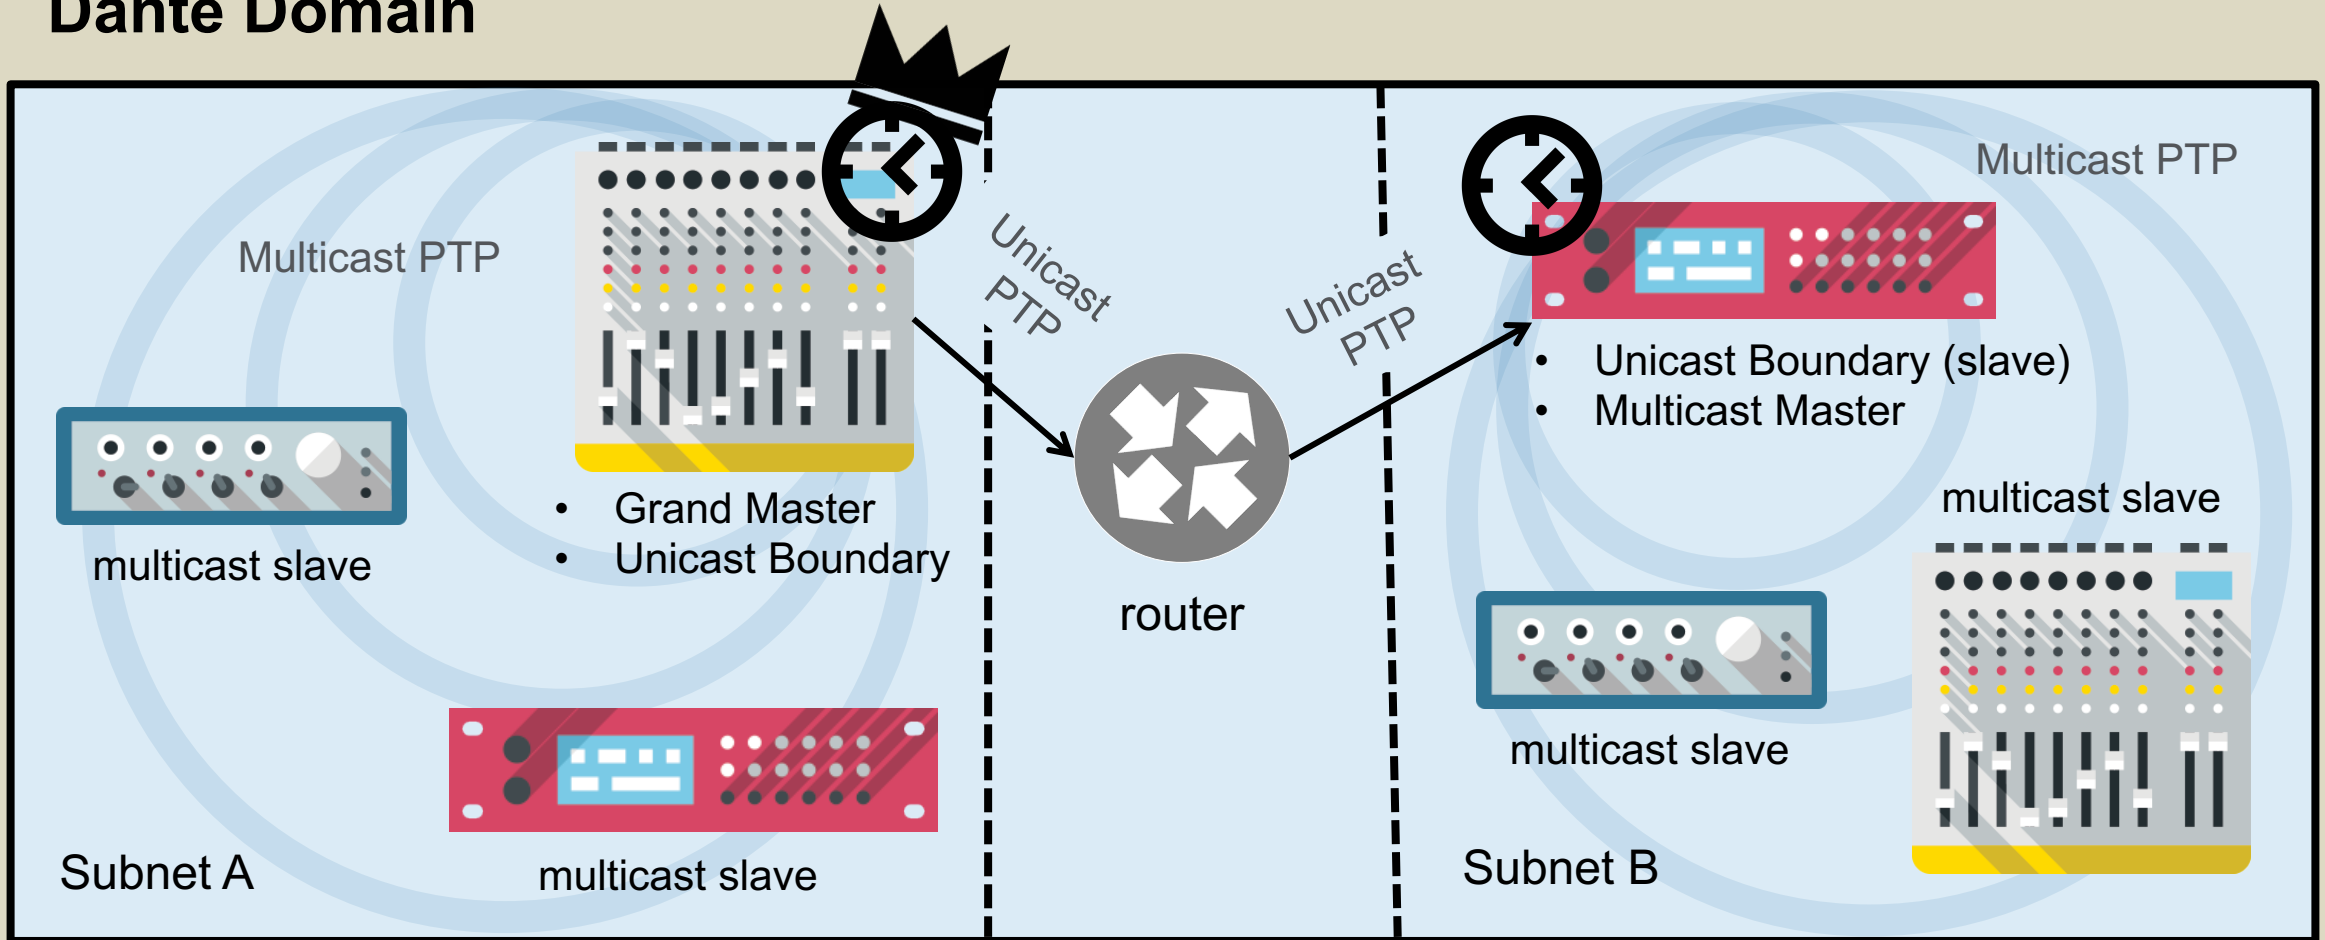 Dante Domain
Multicast PTP
• Grand Master
• Unicast Boundary
multicast slave
multicast slave
Subnet A
Unicast
PTP
router
Unicast
PTP
Multicast PTP
• Unicast Boundary (slave)
• Multicast Master
multicast slave
multicast slave
Subnet B